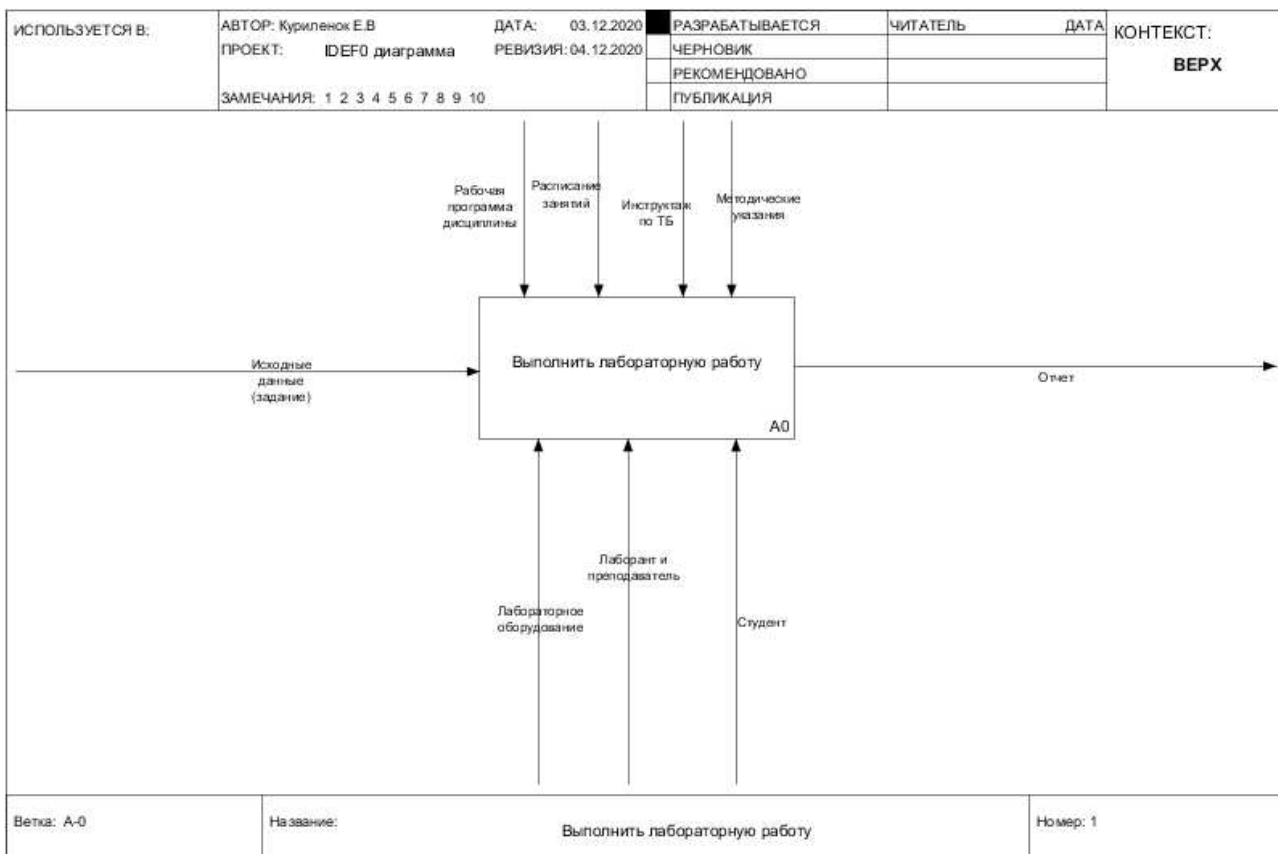 ИСПОЛЬЗУЕТСЯ В:
АВТОР: Куриленок Е.В
ДАТА: 03.12.2020
ПРОЕКТ: IDEF0 диаграмма
РЕВИЗИЯ: 04.12.2020
ЗАМЕЧАНИЯ: 1 2 3 4 5 6 7 8 9 10
РАЗРАБАТЫВАЕТСЯ
ЧЕРНОВИК
РЕКОМЕНДОВАНО
ПУБЛИКАЦИЯ
ЧИТАТЕЛЬ
ДАТА
КОНТЕКСТ:
ВЕРХ
Рабочая
программа
дисциплины
Расписание
занятий
Инструктаж
по ТБ
Методические
указания
Исходные
данные
(задание)
Выполнить лабораторную работу
A0
Отчет
Лаборант и
преподаватель
Лабораторное
оборудование
Студент
Ветка: A-0
Название:
Выполнить лабораторную работу
Номер: 1